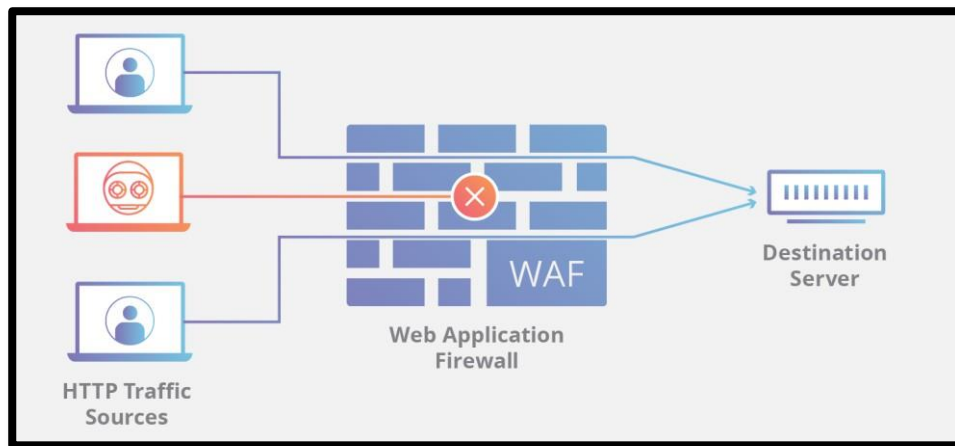 WAF
Web Application
Firewall
Destination
Server
HTTP Traffic
Sources